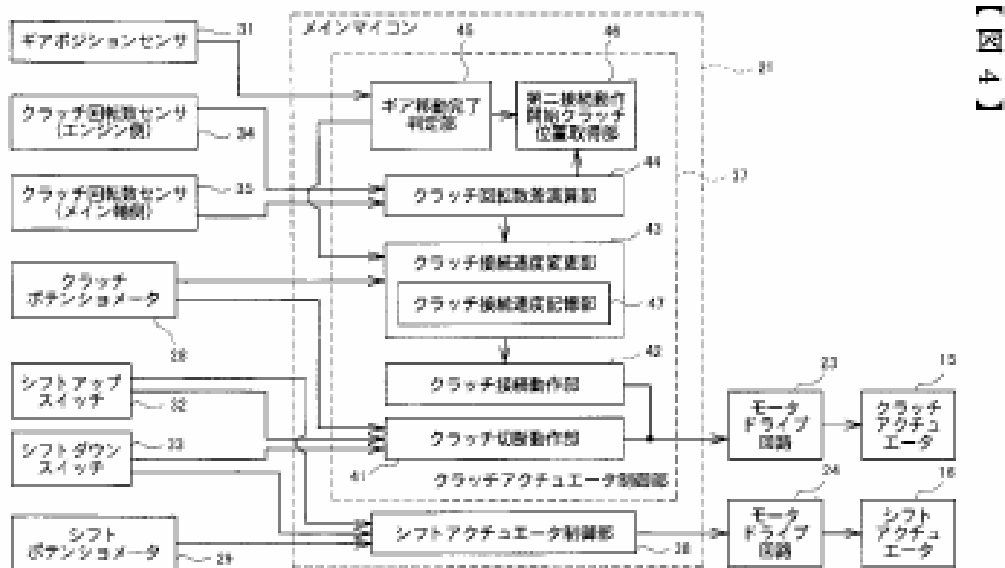 【図4】
メインマイコン
ギアポジションセンサ
31
45
46
21
クラッチ回転数センサ
(エンジン側)
34
ギア移動完了
判定部
第二接続動作
開始クラッチ
位置取得部
44
37
クラッチ回転数センサ
(メイン軸側)
35
クラッチ回転数差演算部
43
クラッチ接続速度変更部
クラッチ
ポテンショメータ
28
クラッチ接続速度記憶部
47
42
シフトアップ
スイッチ
32
クラッチ接続動作部
23
モータ
ドライブ
回路
15
クラッチ
アクチュ
エータ
シフトダウン
スイッチ
33
クラッチ切断動作部
41
クラッチアクチュエータ制御部
24
モータ
ドライブ
回路
16
シフト
アクチュ
エータ
シフト
ポテンショメータ
29
シフトアクチュエータ制御部
38